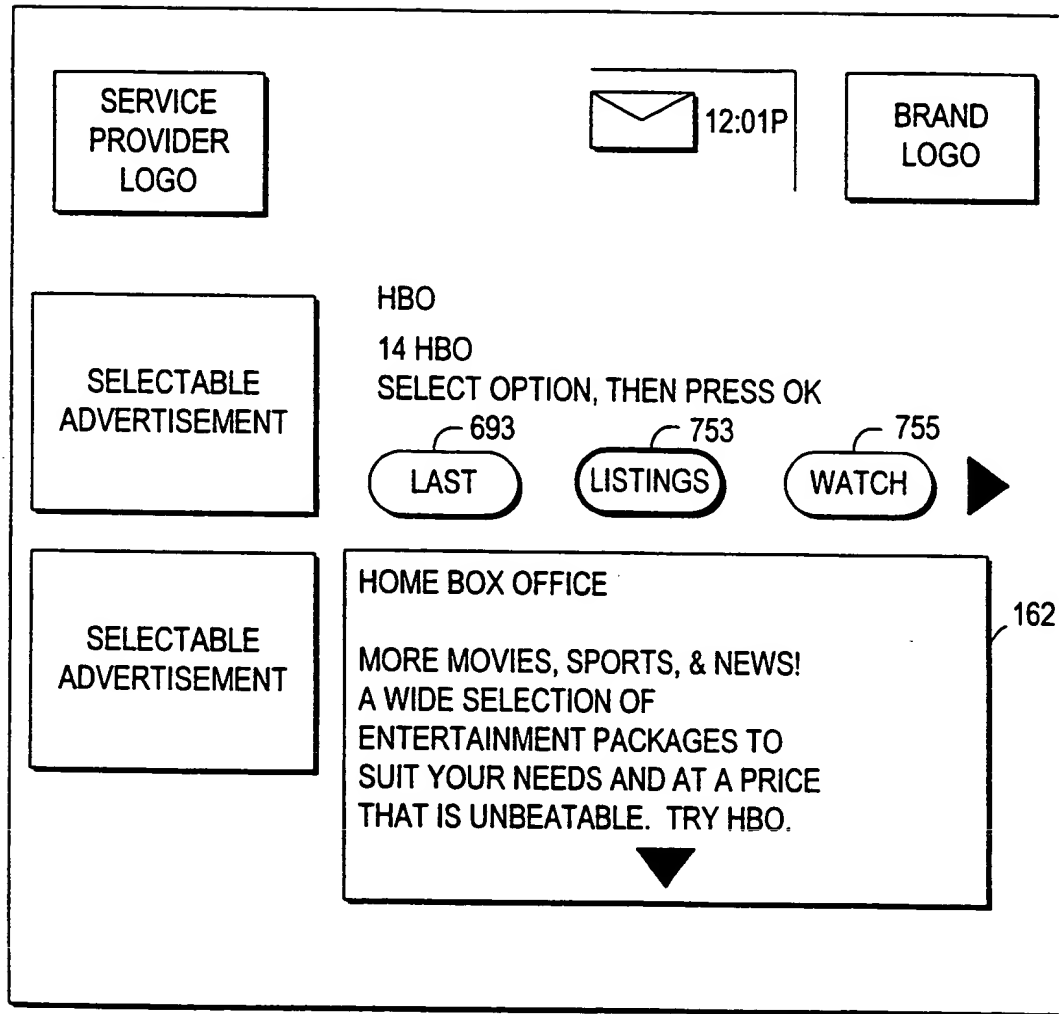 SERVICE
PROVIDER
LOGO
12:01P
BRAND
LOGO
SELECTABLE
ADVERTISEMENT
HBO
14 HBO
SELECT OPTION, THEN PRESS OK
693
753
755
LAST
LISTINGS
WATCH
SELECTABLE
ADVERTISEMENT
HOME BOX OFFICE
MORE MOVIES, SPORTS, & NEWS!
A WIDE SELECTION OF
ENTERTAINMENT PACKAGES TO
SUIT YOUR NEEDS AND AT A PRICE
THAT IS UNBEATABLE. TRY HBO.
162